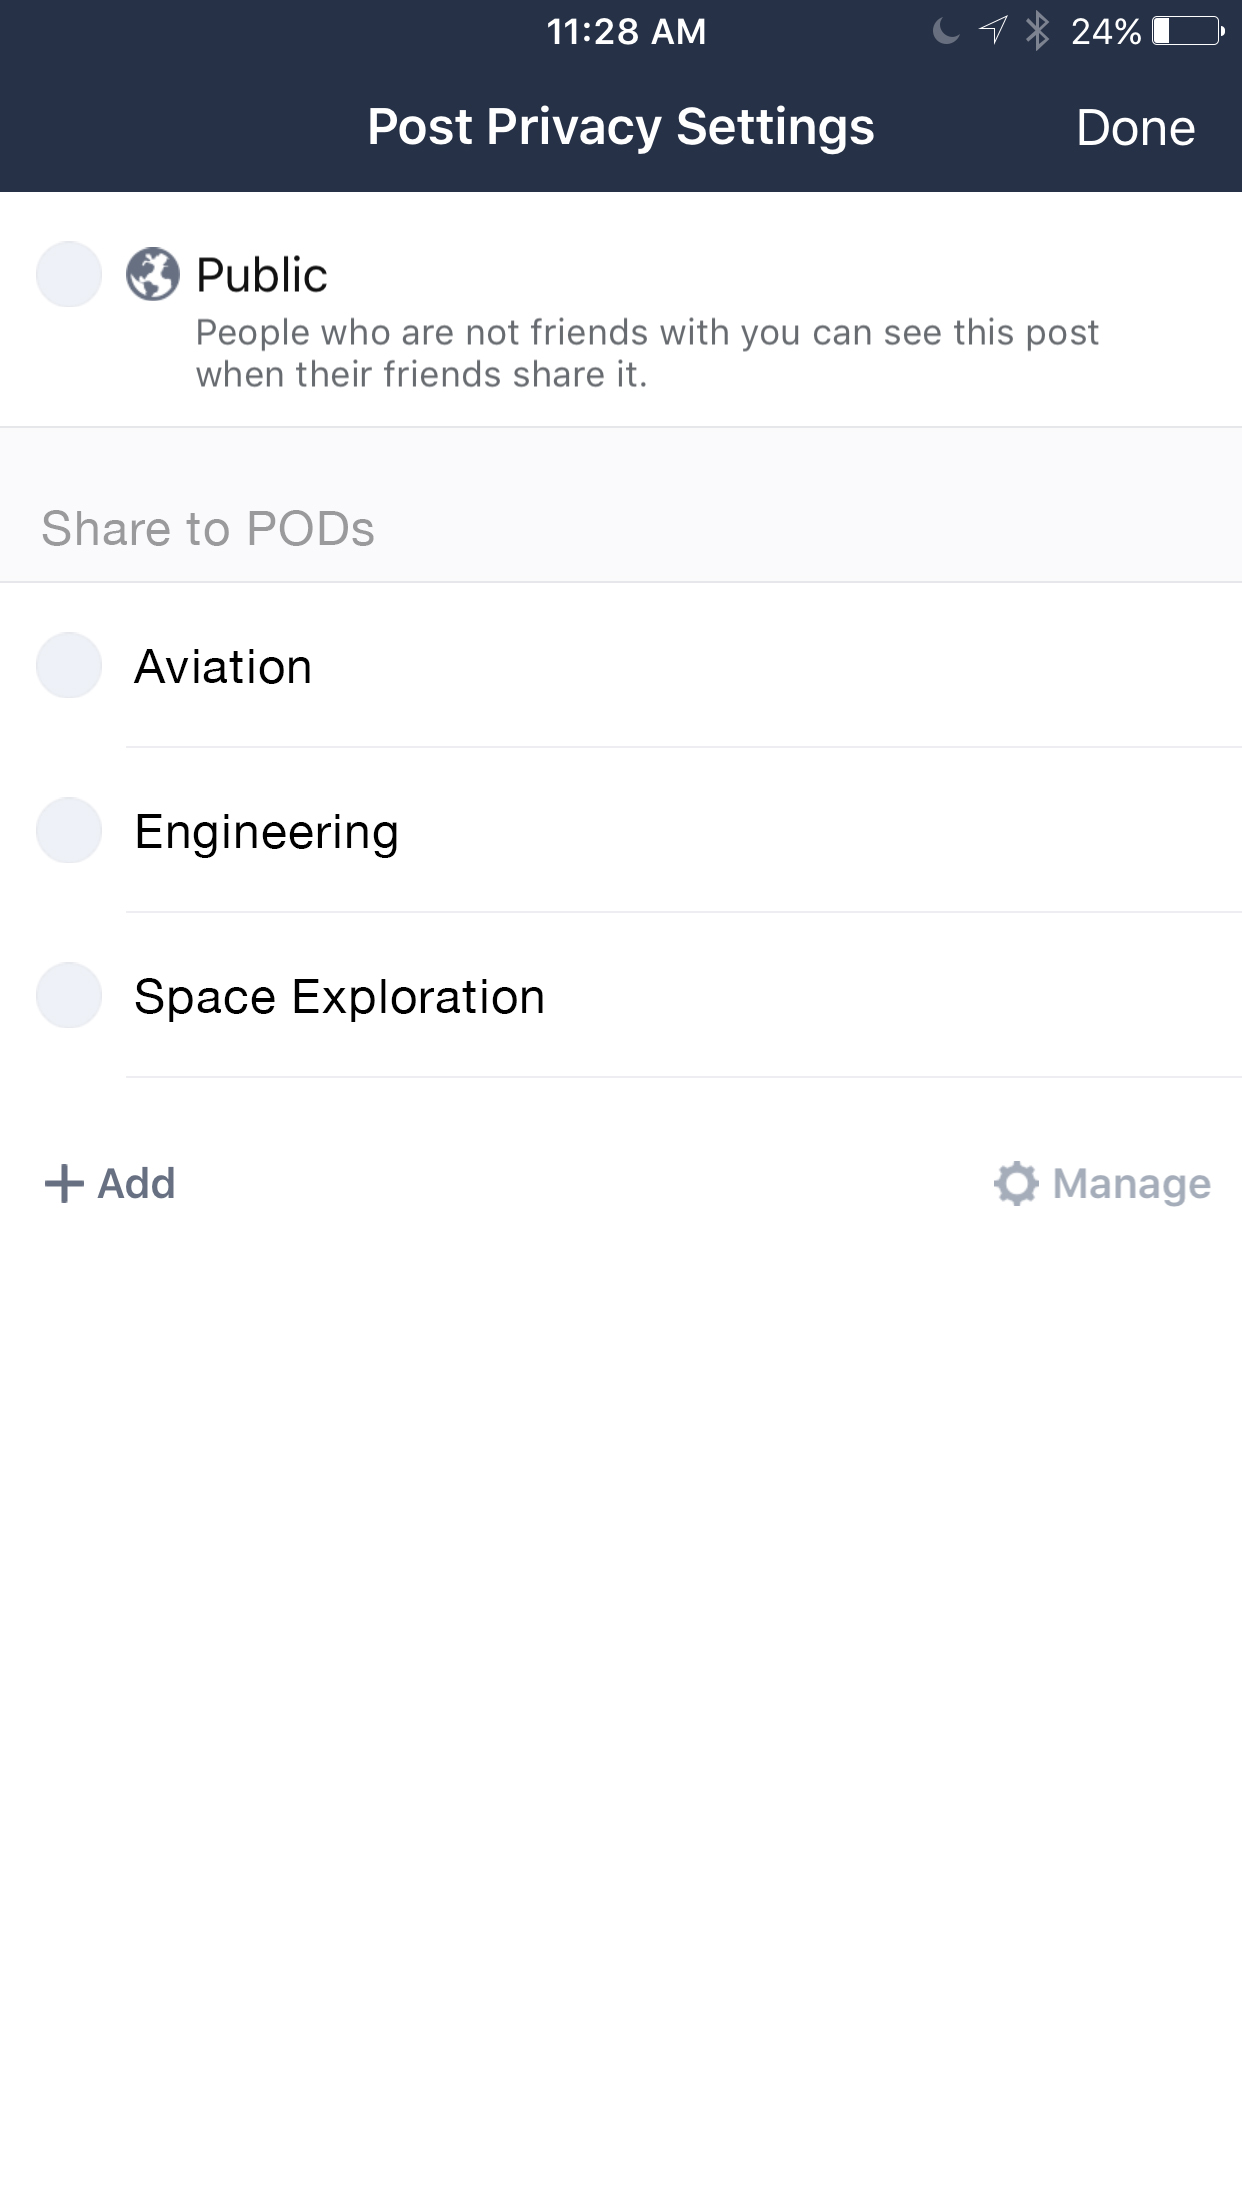 11:28 AM
24%
Post Privacy Settings
Done
Public
People who are not friends with you can see this post
when their friends share it.
Share to PODs
Aviation
Engineering
Space Exploration
Add
Manage